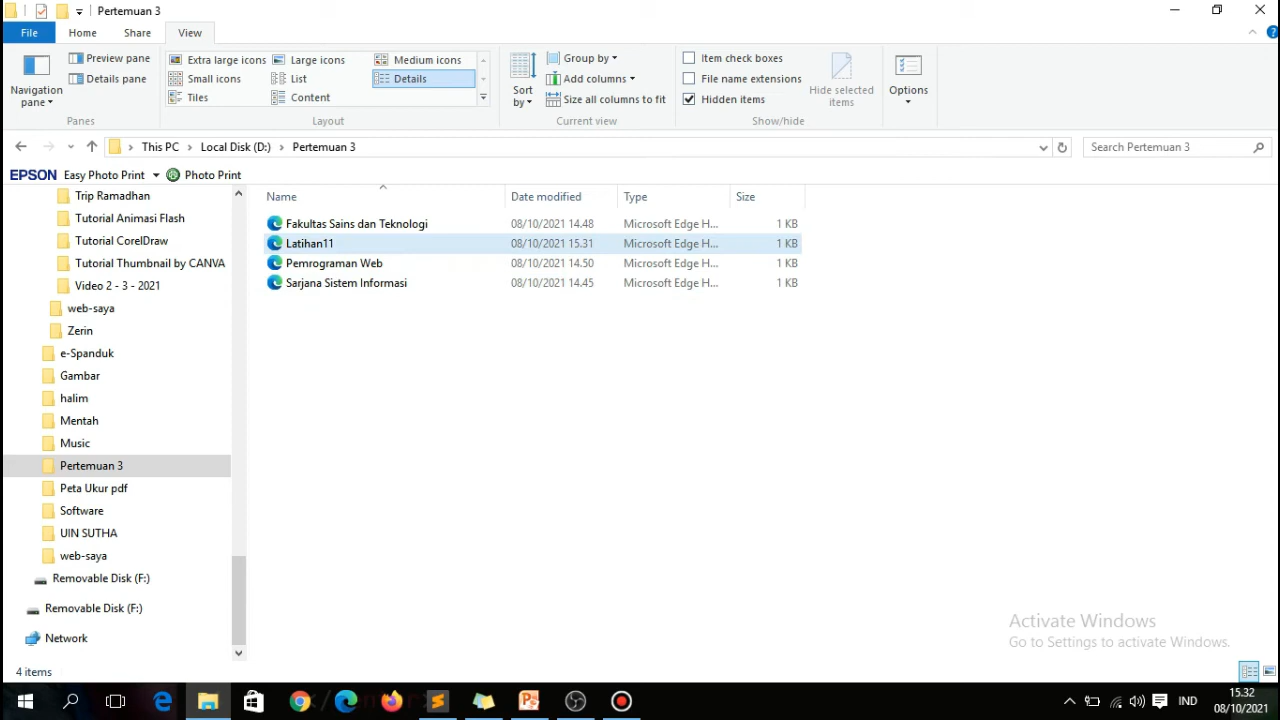 Pertemuan 3
File
Home
Share
View
Navigation pane
Preview pane
Details pane
Panes
Extra large icons
Large icons
Medium icons
Small icons
List
Details
Tiles
Content
Layout
Sort by
Group by
Add columns
Size all columns to fit
Current view
Item check boxes
File name extensions
Hidden items
Hide selected items
Show/hide
Options
This PC > Local Disk (D:) > Pertemuan 3
Search Pertemuan 3
EPSON Easy Photo Print Photo Print
Trip Ramadhan
Tutorial Animasi Flash
Tutorial CorelDraw
Tutorial Thumbnail by CANVA
Video 2 - 3 - 2021
web-saya
Zerin
e-Spanduk
Gambar
halim
Mentah
Music
Pertemuan 3
Peta Ukur pdf
Software
UIN SUTHA
web-saya
Removable Disk (F:)
Removable Disk (F:)
Network
Name Date modified Type Size
Fakultas Sains dan Teknologi 08/10/2021 14.48 Microsoft Edge H... 1 KB
Latihan11 08/10/2021 15.31 Microsoft Edge H... 1 KB
Pemrograman Web 08/10/2021 14.50 Microsoft Edge H... 1 KB
Sarjana Sistem Informasi 08/10/2021 14.45 Microsoft Edge H... 1 KB
Activate Windows
Go to Settings to activate Windows.
4 items
IND
15.32
08/10/2021